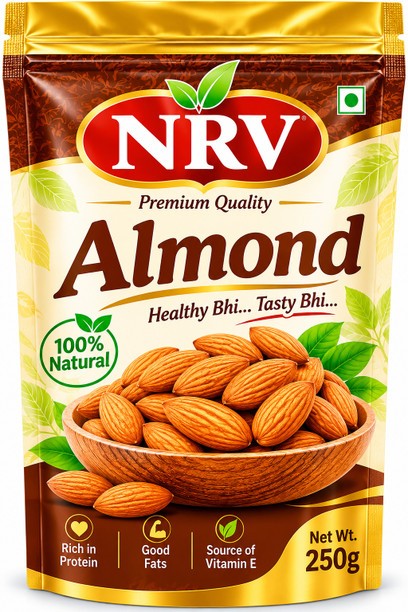 NRV
Premium Quality
Almond
Healthy Bhi... Tasty Bhi...
100%
Natural
Rich in
Protein
Good
Fats
Source of
Vitamin E
Net Wt.
250g